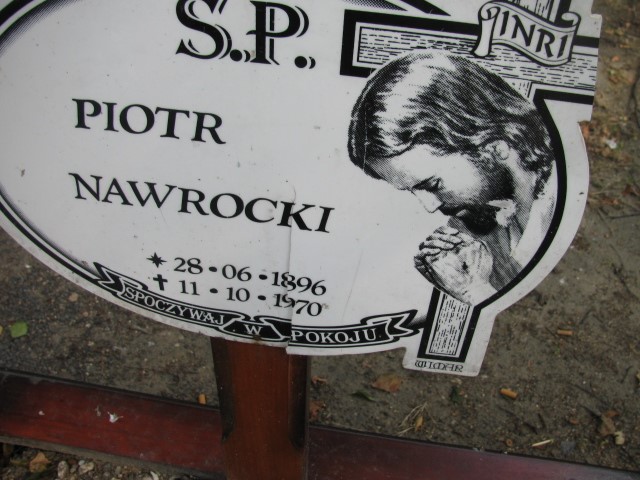 Ś.P.
INRI
PIOTR
NAWROCKI
* 28•06•1896
† 11•10•1970
SPOCZYWAJ W POKOJU
WIMAR